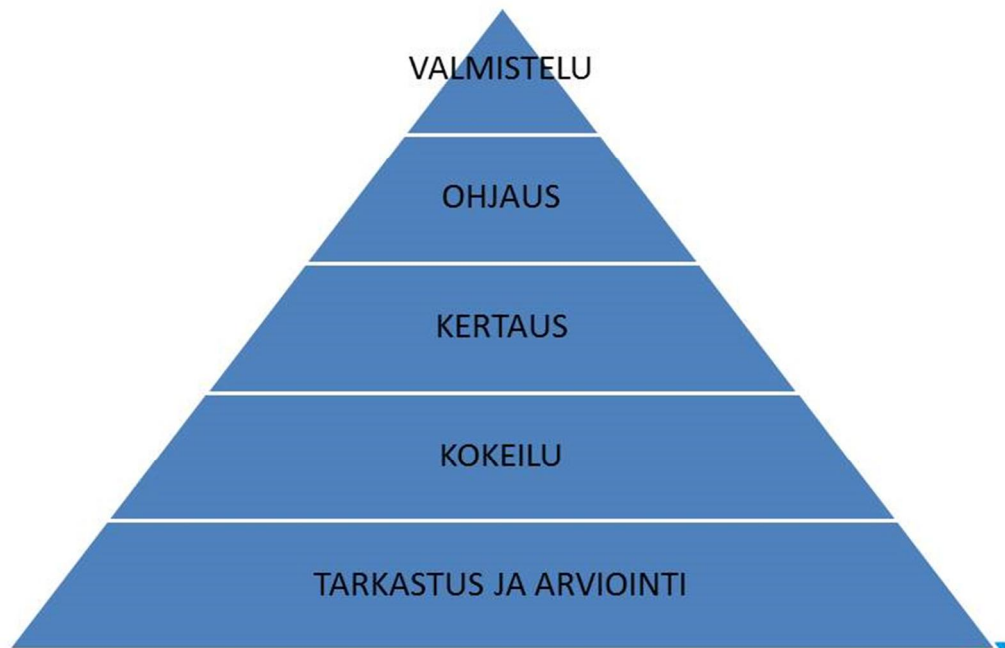 VALMISTELU
OHJAUS
KERTAUS
KOKEILU
TARKASTUS JA ARVIOINTI